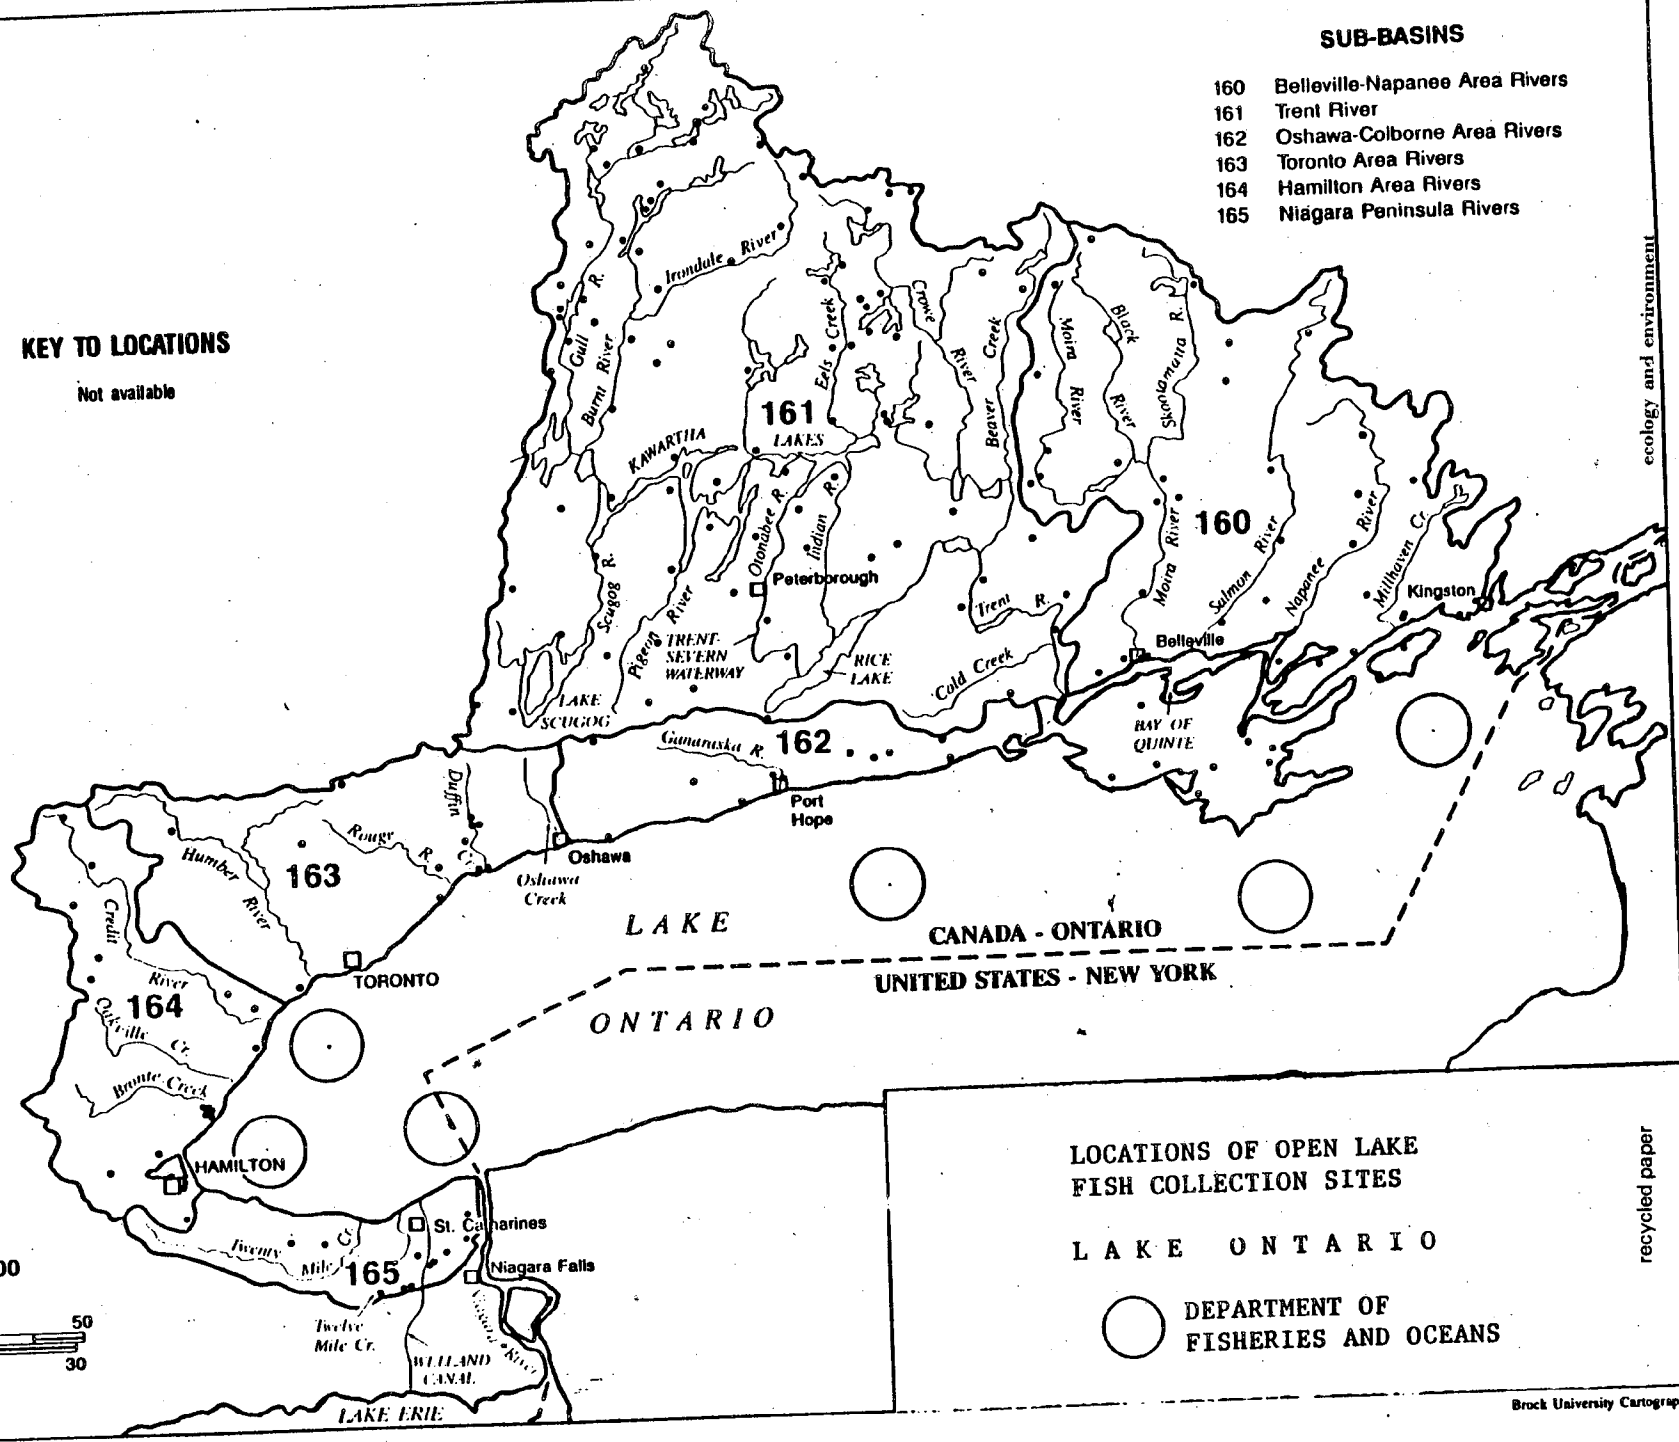 SUB-BASINS
160 Belleville-Napanee Area Rivers
161 Trent River
162 Oshawa-Colborne Area Rivers
163 Toronto Area Rivers
164 Hamilton Area Rivers
165 Niagara Peninsula Rivers
ecology and environment
KEY TO LOCATIONS
Not available
Irondale River
Gull R.
Burnt River
Eels Creek
Crowe River
Beaver Creek
Moira River
Black River
Skootamatta R.
161
KAWARTHA LAKES
160
Otonabee R.
Indian R.
Moira River
Salmon River
Napanee River
Millhaven Cr.
Kingston
Peterborough
Scugog R.
Pigeon River
TRENT-
SEVERN
WATERWAY
Trent R.
Belleville
RICE
LAKE
Cold Creek
LAKE
SCUGOG
BAY OF
QUINTE
Ganaraska R.
162
Duffin Cr.
Port
Hope
Rouge R.
Oshawa
Humber River
163
Oshawa
Creek
Credit River
LAKE
CANADA - ONTARIO
UNITED STATES - NEW YORK
TORONTO
164
Oakville Cr.
ONTARIO
Bronte Creek
HAMILTON
St. Catharines
Twenty Mile Cr.
165
Niagara Falls
Twelve
Mile Cr.
WELLAND
CANAL
River
LAKE ERIE
00
50
30
LOCATIONS OF OPEN LAKE
FISH COLLECTION SITES
LAKE ONTARIO
DEPARTMENT OF
FISHERIES AND OCEANS
recycled paper
Brock University Cartograp